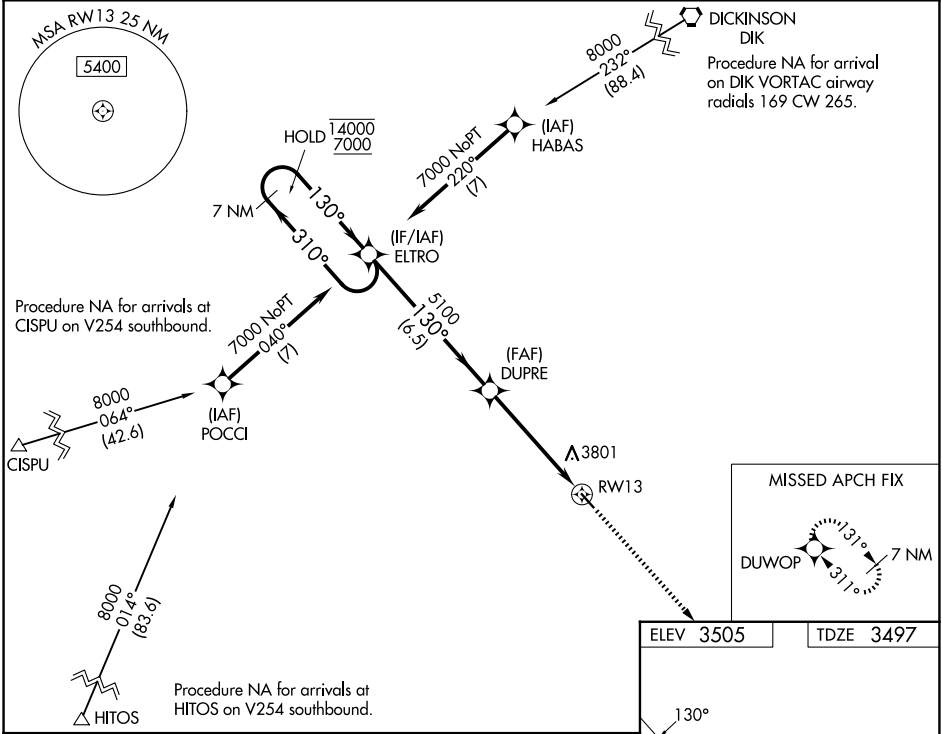 MSA RW13 25 NM
5400
DICKINSON
DIK
Procedure NA for arrival
on DIK VORTAC airway
radials 169 CW 265.
8000
232°
(88.4)
(IAF)
HABAS
HOLD 14000
7000
7000 NoPT
220°
(7)
7 NM
130°
310°
(IF/IAF)
ELTRO
Procedure NA for arrivals at
CISPU on V254 southbound.
7000 NoPT
040°
(7)
5100
130°
(6.5)
(FAF)
DUPRE
8000
064°
(42.6)
(IAF)
POCCI
CISPU
3801
RW13
MISSED APCH FIX
DUWOP
131°
311°
7 NM
8000
014°
(83.6)
HITOS
Procedure NA for arrivals at
HITOS on V254 southbound.
ELEV 3505
TDZE 3497
130°